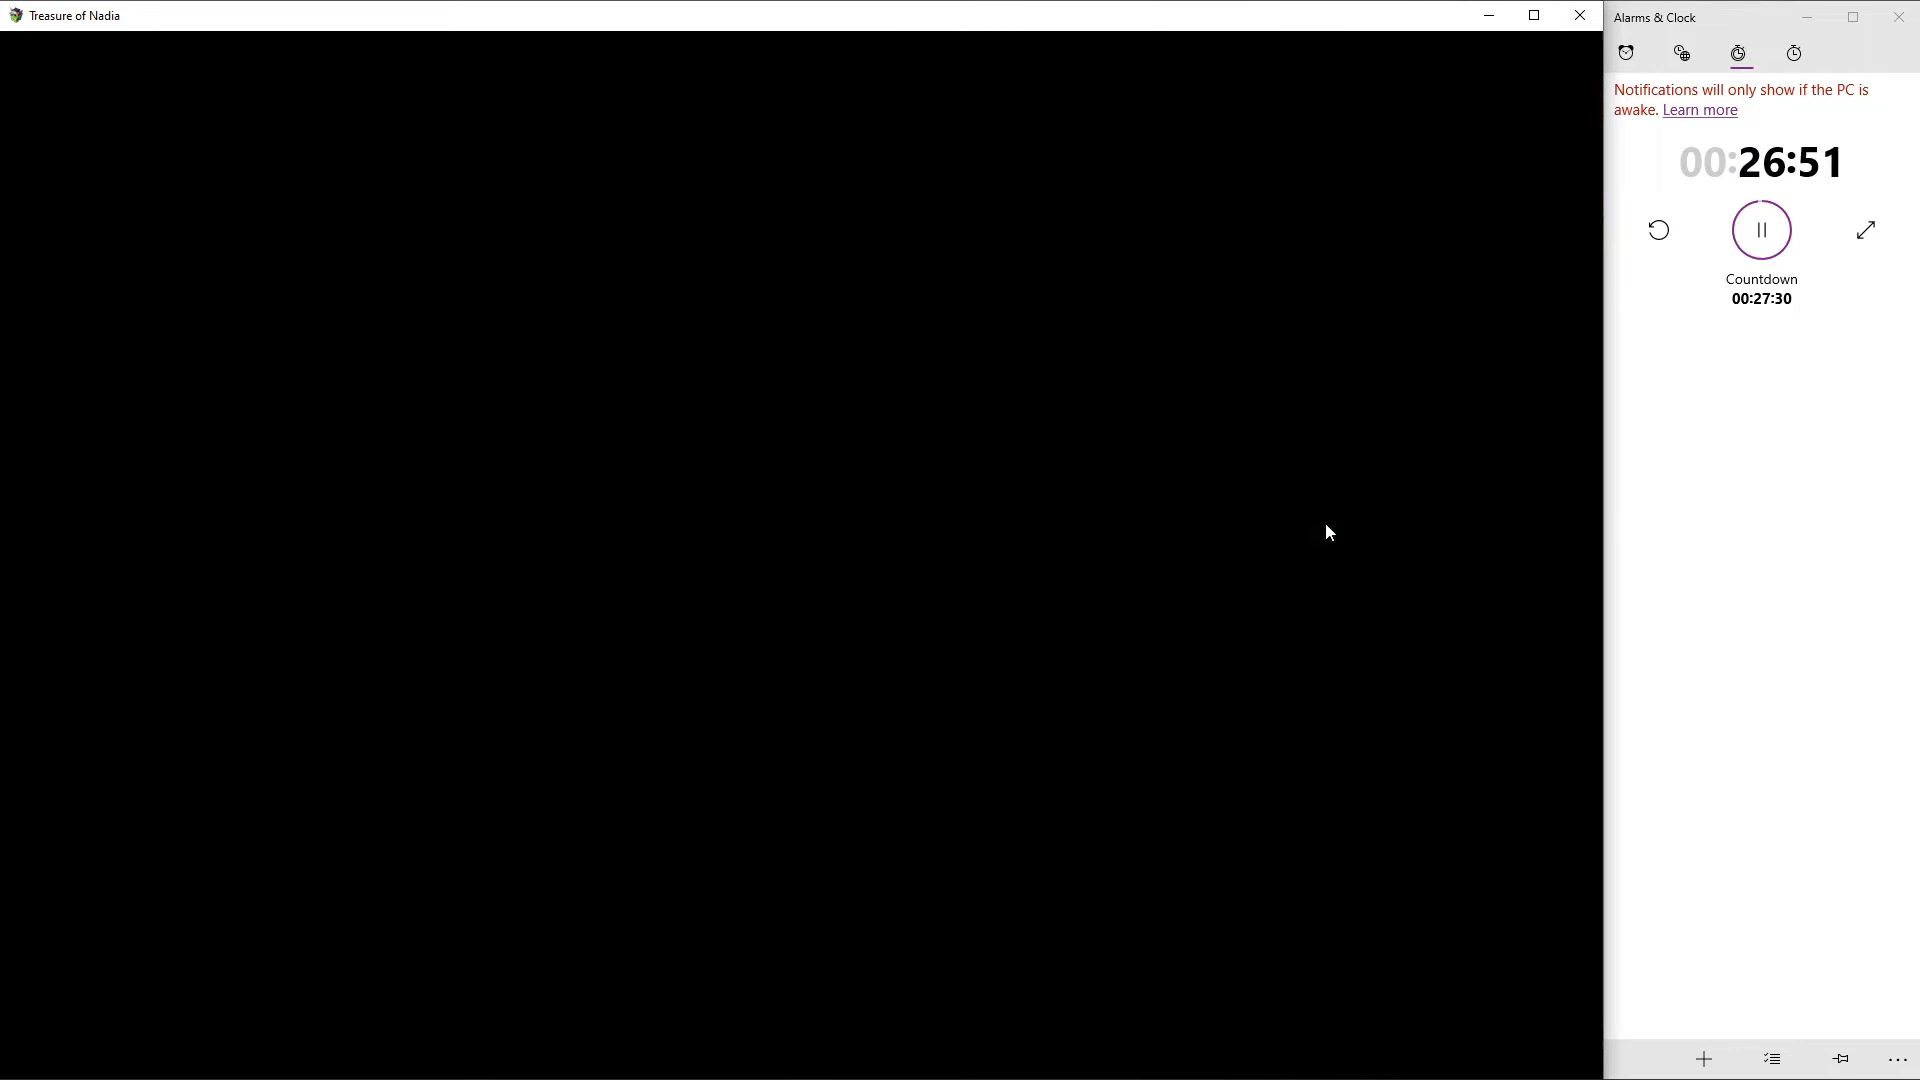 Treasure of Nadia
Alarms & Clock
Notifications will only show if the PC is
awake. Learn more
00:26:51
Countdown
00:27:30